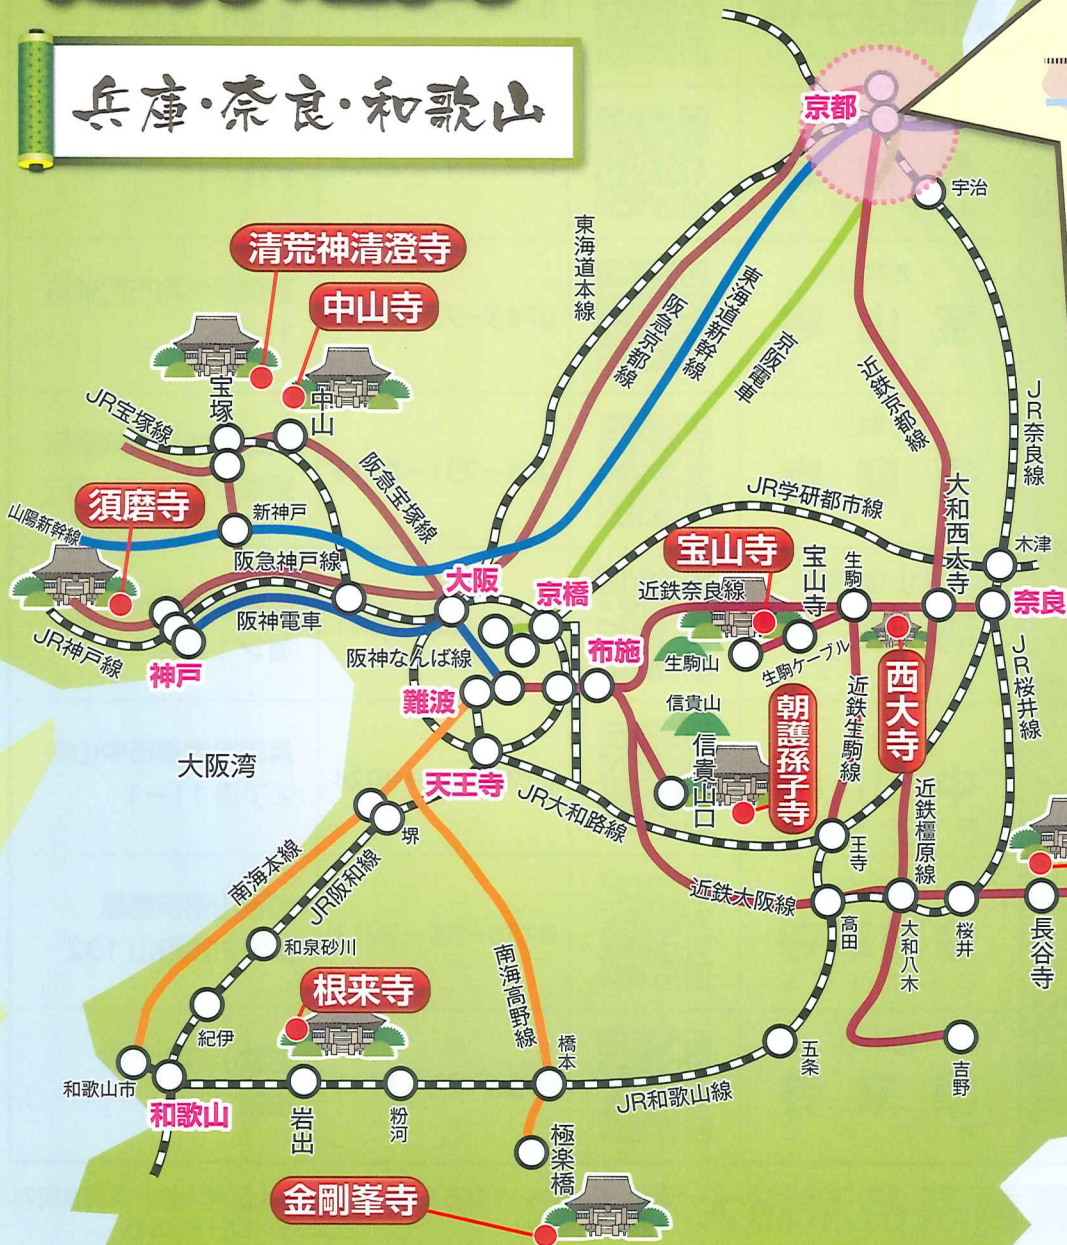 兵庫・奈良・和歌山
京都
宇治
東海道本線
阪急京都線
東海道新幹線
京阪電車
近鉄京都線
JR奈良線
清荒神清澄寺
中山寺
宝塚
中山
JR宝塚線
阪急宝塚線
須磨寺
山陽新幹線
新神戸
阪急神戸線
阪神電車
JR神戸線
神戸
大阪
京橋
JR学研都市線
宝山寺
近鉄奈良線
宝山寺
生駒
大和西大寺
木津
奈良
阪神なんば線
布施
生駒山
生駒ケーブル
難波
信貴山
信貴山口
朝護孫子寺
近鉄生駒線
西大寺
JR桜井線
大阪湾
天王寺
JR大和路線
王寺
近鉄橿原線
堺
南海本線
JR阪和線
近鉄大阪線
高田
大和八木
桜井
長谷寺
和泉砂川
南海高野線
根来寺
紀伊
橋本
五条
吉野
和歌山市
和歌山
岩出
粉河
JR和歌山線
極楽橋
金剛峯寺